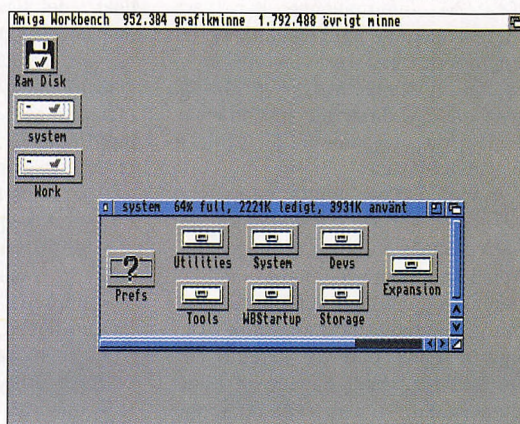 Amiga Workbench 952.384 grafikminne 1.792.488 övrigt minne
Ram Disk
system
Work
system 64% full, 2221K ledigt, 3931K använt
Prefs
Utilities
System
Devs
Expansion
Tools
WBStartup
Storage